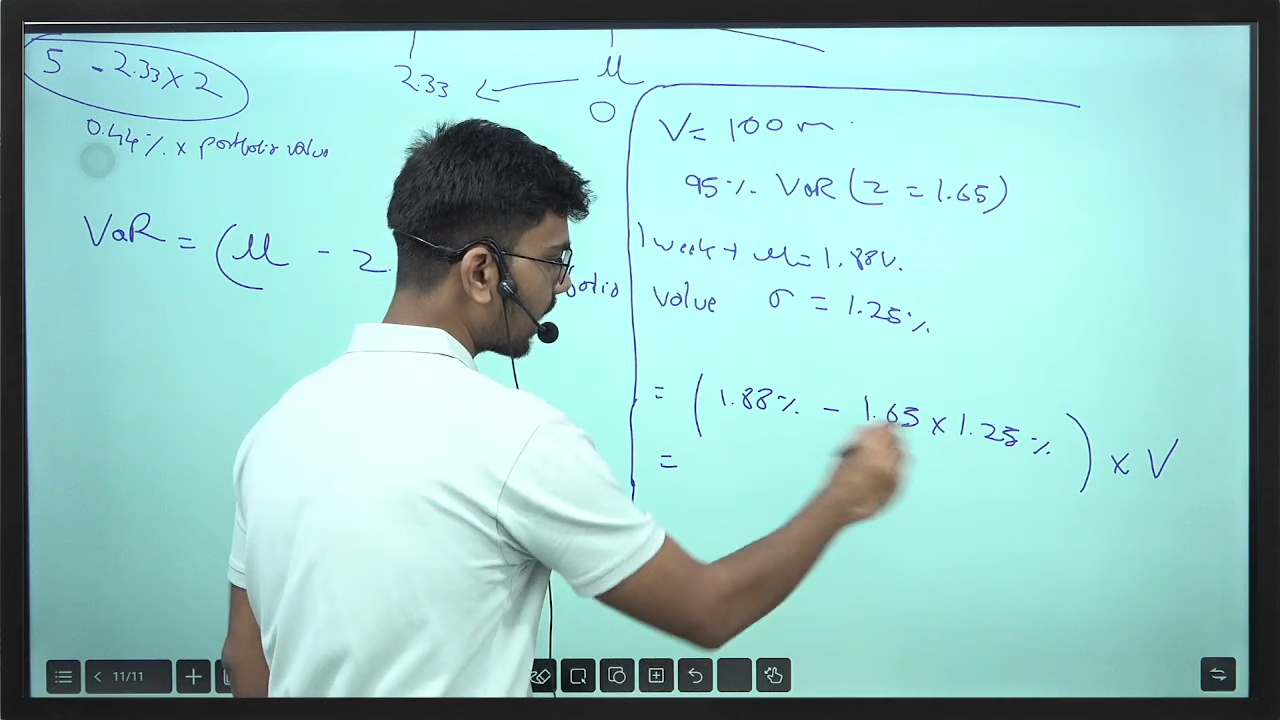 5 - 2.33 x 2
2.33
μ
0
0.44% x portfolio value
VaR = (μ - z
V = 100 m
95% VaR (z = 1.65)
1 week → μ = 1.88%.
value σ = 1.25%
= (1.88% - 1.65 x 1.25%) x V
=
11/11